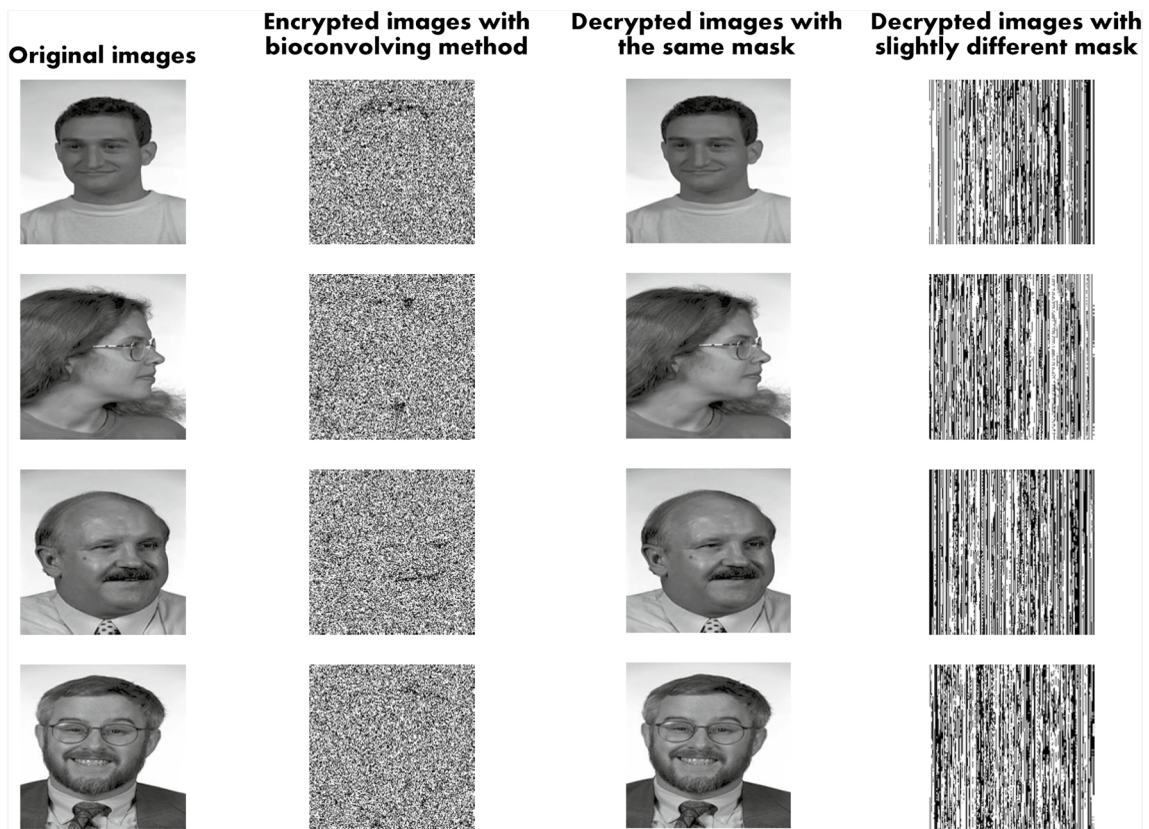 Original images
Encrypted images with
bioconvolving method
Decrypted images with
the same mask
Decrypted images with
slightly different mask